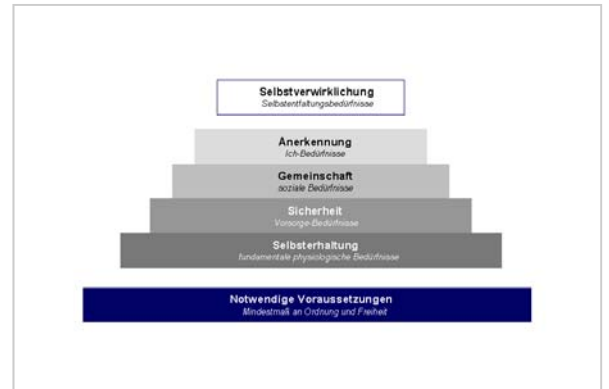 Selbstverwirklichung
Selbstentfaltungsbedürfnisse
Anerkennung
Ich-Bedürfnisse
Gemeinschaft
soziale Bedürfnisse
Sicherheit
Vorsorge-Bedürfnisse
Selbsterhaltung
fundamentale physiologische Bedürfnisse
Notwendige Voraussetzungen
Mindestmaß an Ordnung und Freiheit